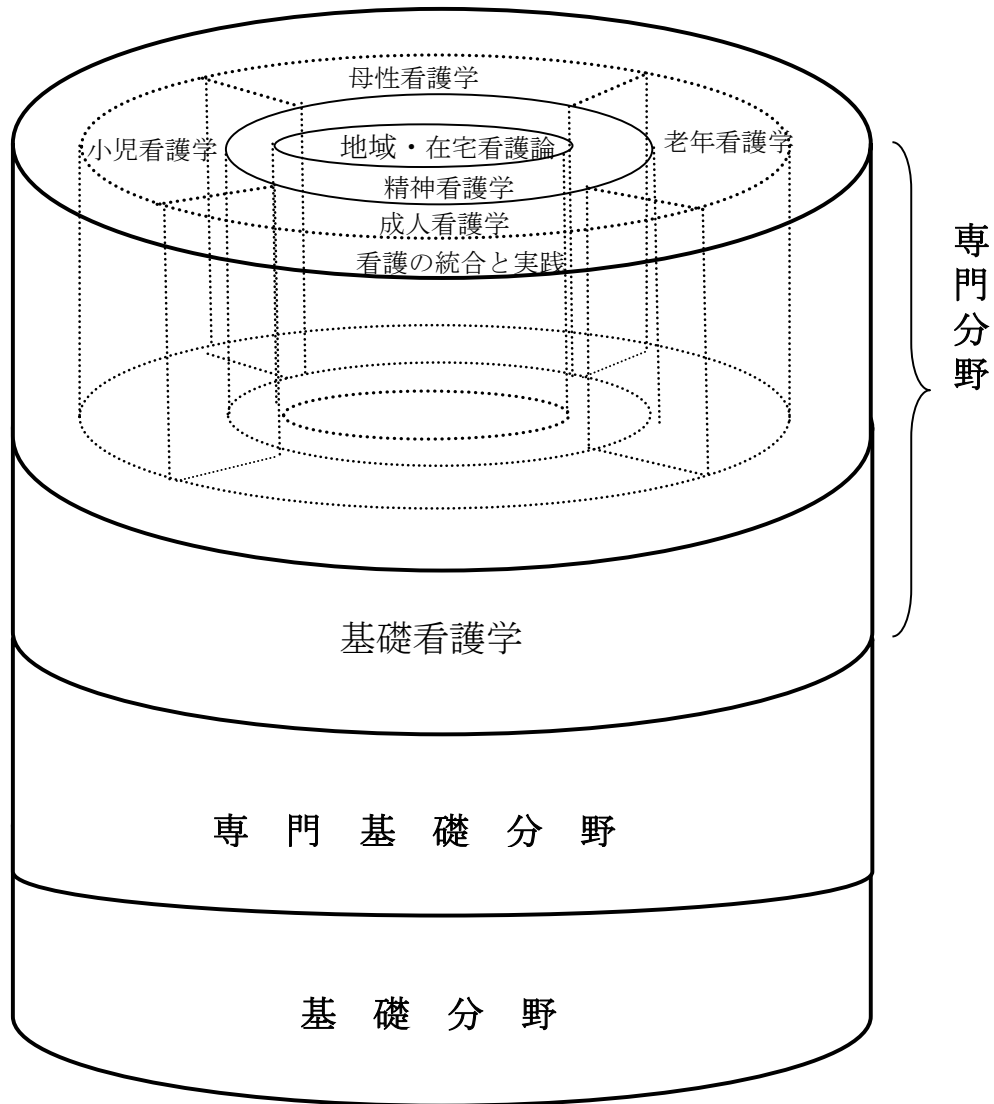 母性看護学
小児看護学
地域・在宅看護論
老年看護学
精神看護学
成人看護学
看護の統合と実践
専門分野
基礎看護学
専門基礎分野
基礎分野